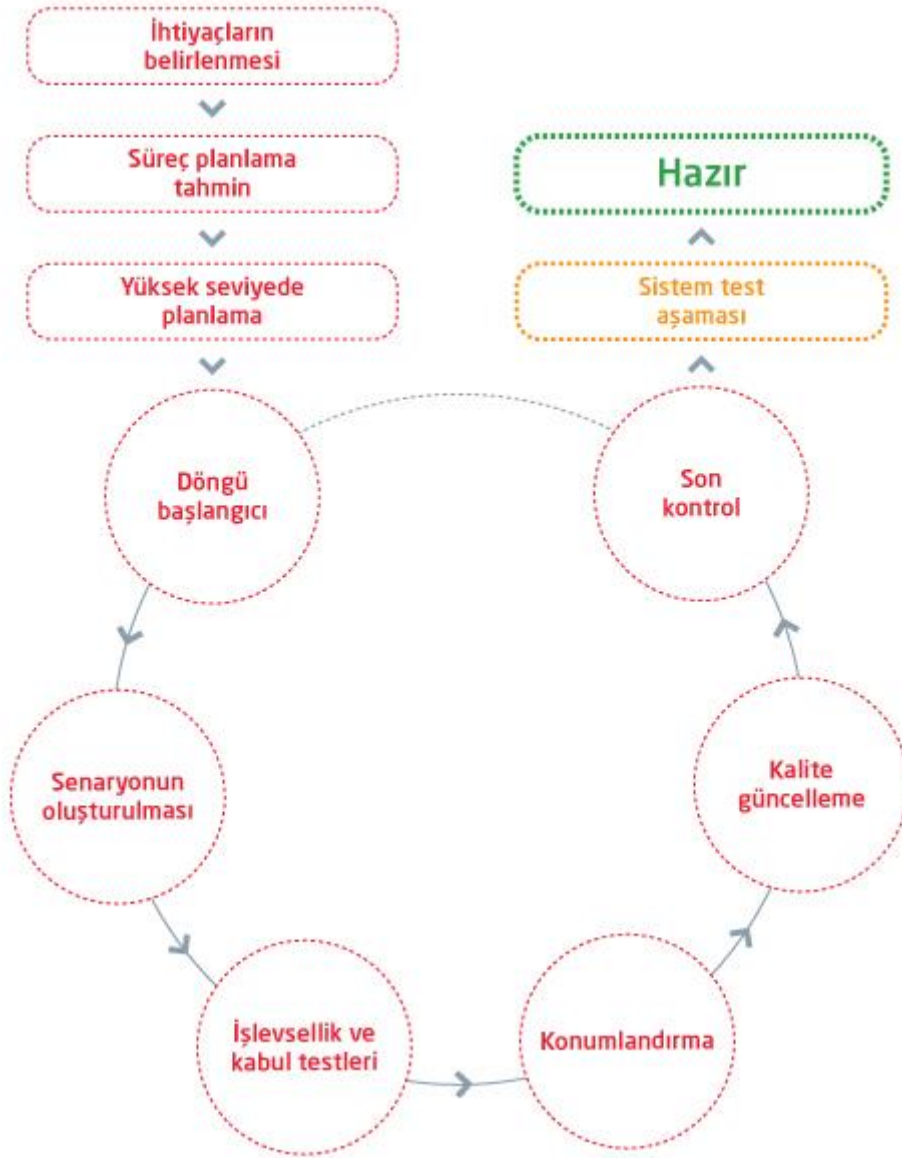 İhtiyaçların
belirlenmesi
Süreç planlama
tahmin
Yüksek seviyede
planlama
Döngü
başlangıcı
Senaryonun
oluşturulması
İşlevsellik ve
kabul testleri
Konumlandırma
Kalite
güncelleme
Son
kontrol
Sistem test
aşaması
Hazır